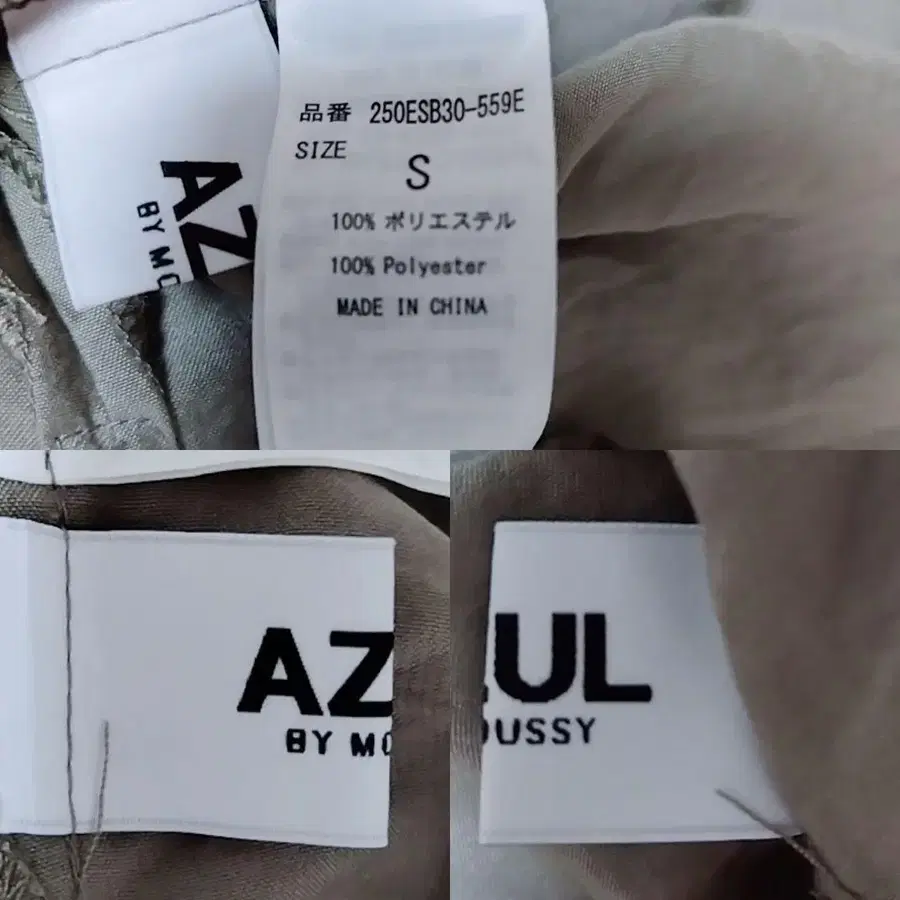 品番 250ESB30-559E
SIZE
S
100% ポリエステル
100% Polyester
MADE IN CHINA
AZ
BY MO
AZ
BY MO
ZUL
OUSSY